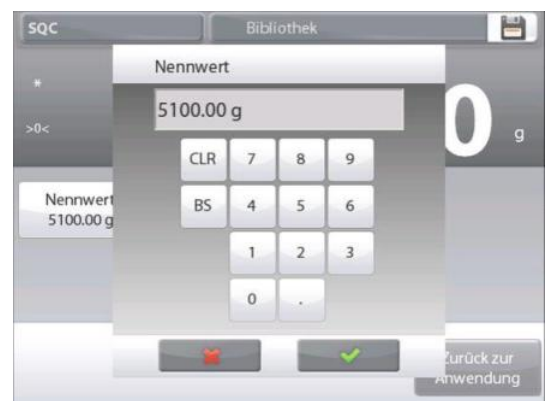 SQC Bibliothek
Nennwert
5100.00 g
*
>0<
0 g
CLR 7 8 9
Nennwert
5100.00 g
BS 4 5 6
1 2 3
0 .
Zurück zur
Anwendung